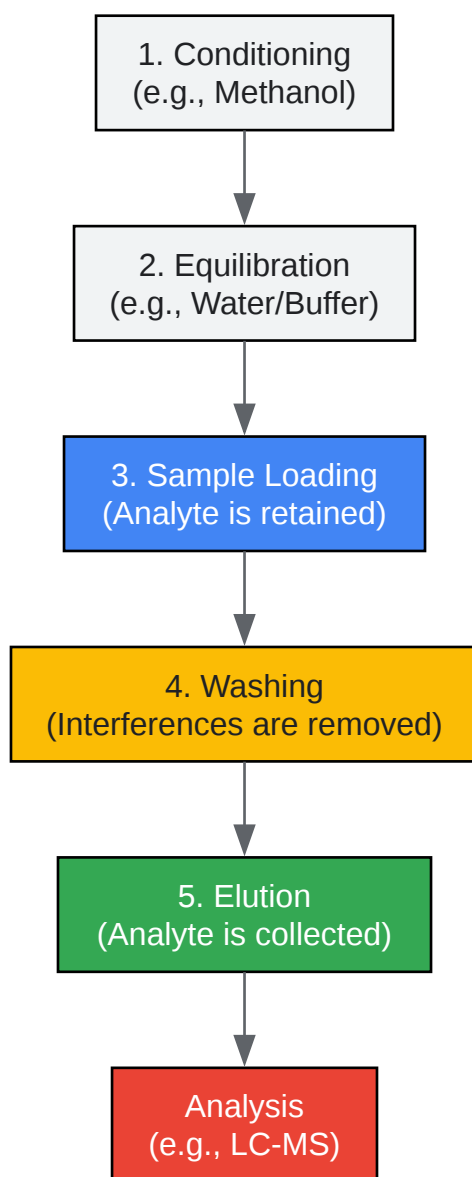 1. Conditioning
(e.g., Methanol)
2. Equilibration
(e.g., Water/Buffer)
3. Sample Loading
(Analyte is retained)
4. Washing
(Interferences are removed)
5. Elution
(Analyte is collected)
Analysis
(e.g., LC-MS)